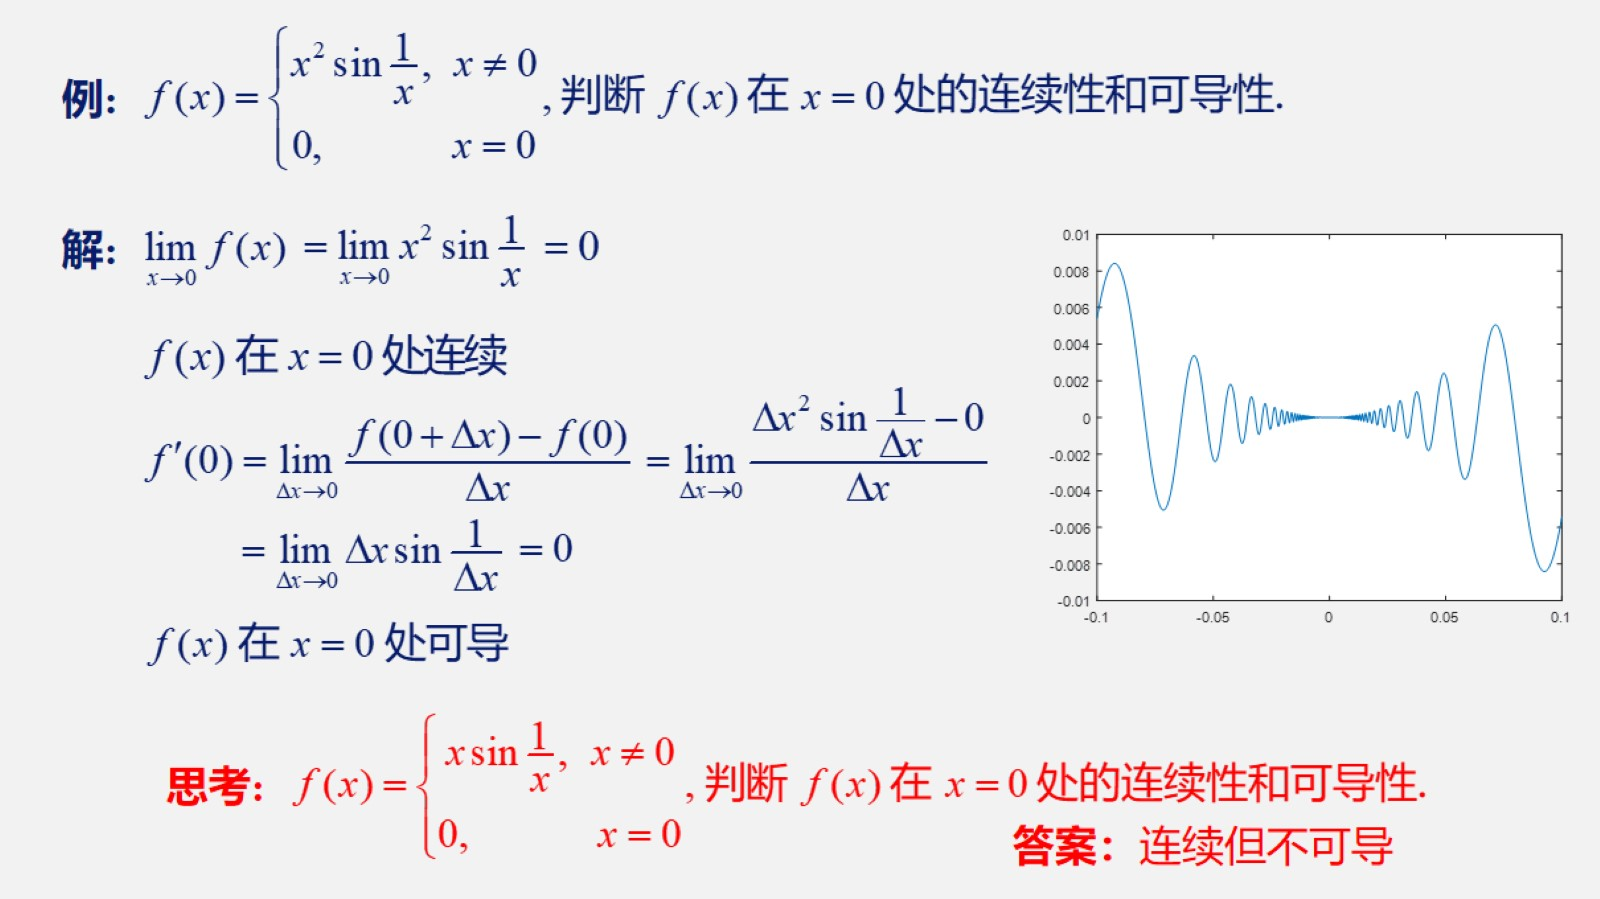 例: f(x) = { x² sin 1/x, x ≠ 0; 0, x = 0 , 判断 f(x) 在 x = 0 处的连续性和可导性.
解: lim_{x→0} f(x) = lim_{x→0} x² sin 1/x = 0
f(x) 在 x = 0 处连续
f′(0) = lim_{Δx→0} (f(0 + Δx) − f(0))/Δx = lim_{Δx→0} (Δx² sin 1/Δx − 0)/Δx
= lim_{Δx→0} Δx sin 1/Δx = 0
f(x) 在 x = 0 处可导
0.01
0.008
0.006
0.004
0.002
0
-0.002
-0.004
-0.006
-0.008
-0.01
-0.1 -0.05 0 0.05 0.1
思考: f(x) = { x sin 1/x, x ≠ 0; 0, x = 0 , 判断 f(x) 在 x = 0 处的连续性和可导性.
答案：连续但不可导